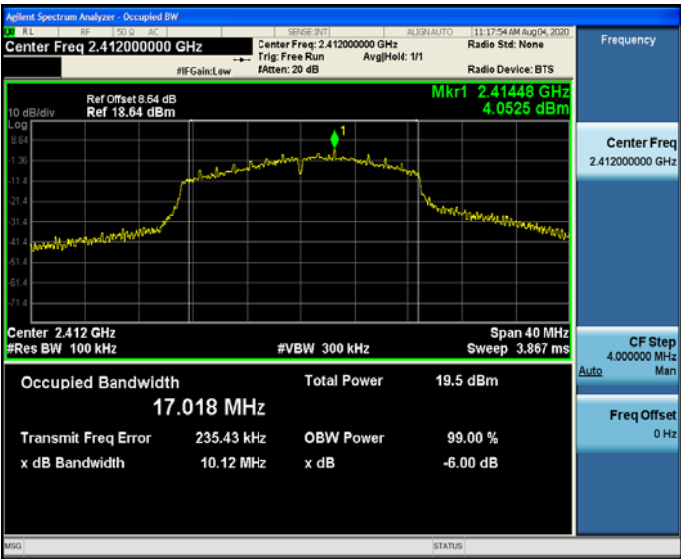 Agilent Spectrum Analyzer - Occupied BW
RL RF 50 Ω AC SENSE:INT ALIGNAUTO 11:17:54 AM Aug 04, 2020
Center Freq 2.412000000 GHz
Center Freq: 2.412000000 GHz
Radio Std: None
Trig: Free Run Avg|Hold: 1/1
#IFGain:Low #Atten: 20 dB Radio Device: BTS
Frequency
Mkr1 2.41448 GHz
4.0525 dBm
Ref Offset 8.64 dB
10 dB/div Ref 18.64 dBm
Log
8.64
-1.36
-11.4
-21.4
-31.4
-41.4
-51.4
-61.4
-71.4
1
Center 2.412 GHz Span 40 MHz
#Res BW 100 kHz #VBW 300 kHz Sweep 3.867 ms
Occupied Bandwidth Total Power 19.5 dBm
17.018 MHz
Transmit Freq Error 235.43 kHz OBW Power 99.00 %
x dB Bandwidth 10.12 MHz x dB -6.00 dB
Center Freq
2.412000000 GHz
CF Step
4.000000 MHz
Auto Man
Freq Offset
0 Hz
MSG STATUS